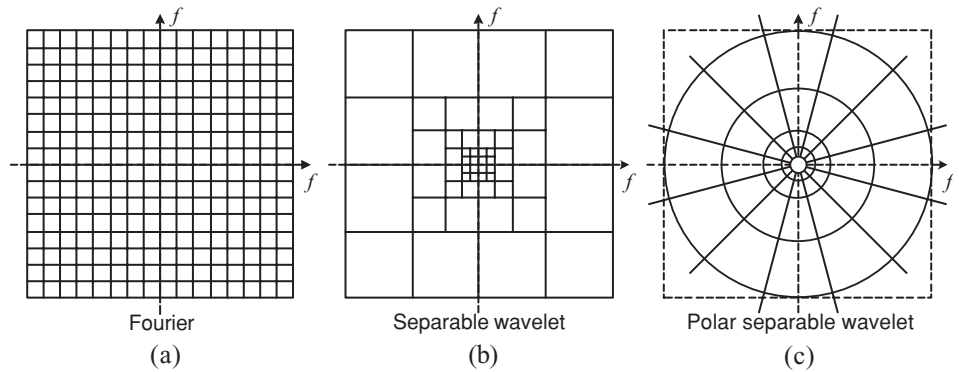 f
f
Fourier
(a)
f
f
Separable wavelet
(b)
f
f
Polar separable wavelet
(c)